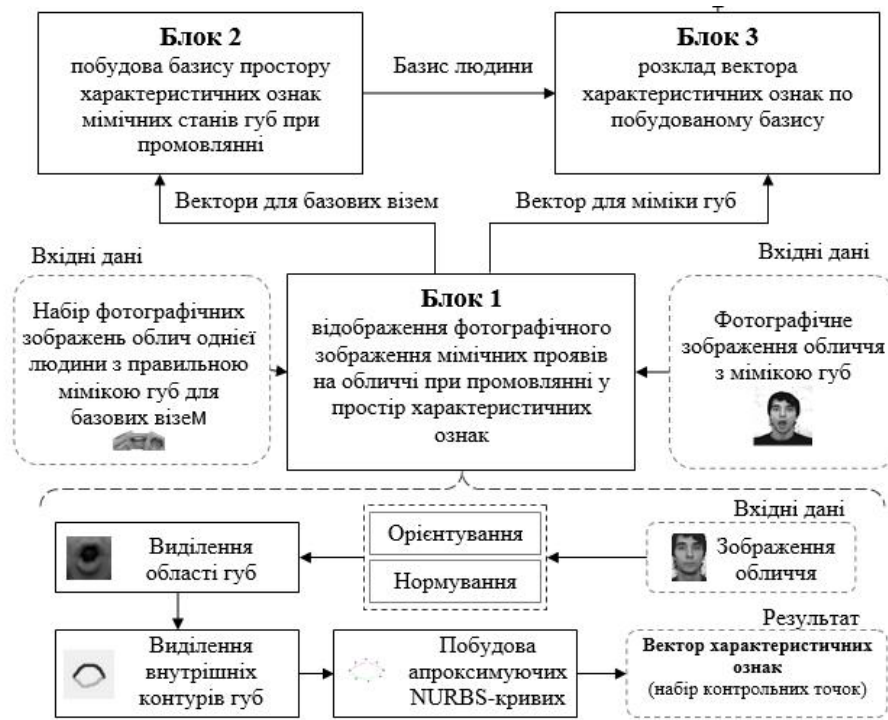 Блок 2
побудова базису простору
характеристичних ознак
мімічних станів губ при
промовлянні
Базис людини
Блок 3
розклад вектора
характеристичних ознак по
побудованому базису
Вектори для базових візем
Вектор для міміки губ
Вхідні дані
Набір фотографічних
зображень облич однієї
людини з правильною
мімікою губ для
базових візем
Блок 1
відображення фотографічного
зображення мімічних проявів
на обличчі при промовлянні у
простір характеристичних
ознак
Вхідні дані
Фотографічне
зображення обличчя
з мімікою губ
Виділення
області губ
Орієнтування
Нормування
Вхідні дані
Зображення
обличчя
Виділення
внутрішніх
контурів губ
Побудова
апроксимуючих
NURBS-кривих
Результат
Вектор характеристичних
ознак
(набір контрольних точок)